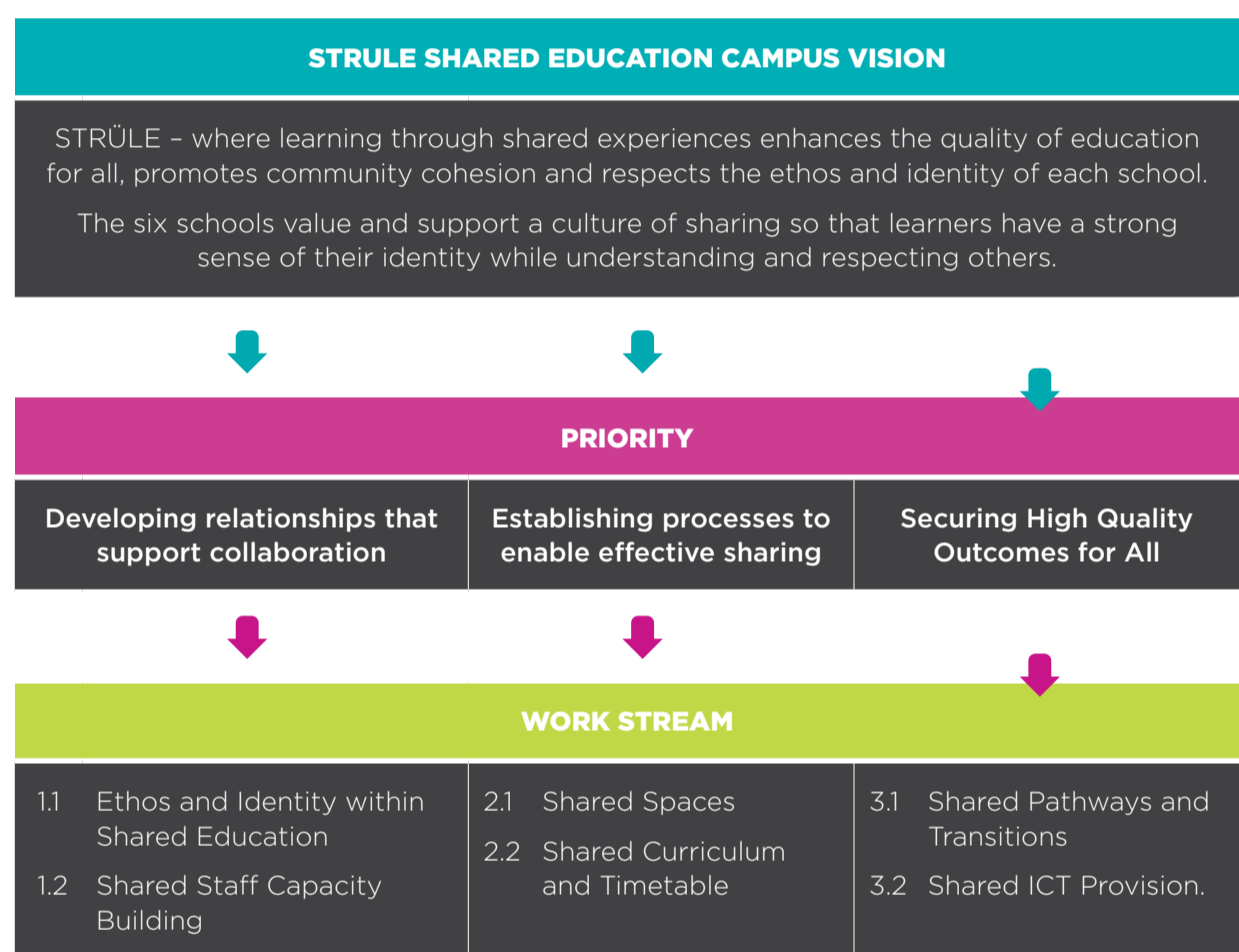 STRULE SHARED EDUCATION CAMPUS VISION
STRÜLE – where learning through shared experiences enhances the quality of education
for all, promotes community cohesion and respects the ethos and identity of each school.
The six schools value and support a culture of sharing so that learners have a strong
sense of their identity while understanding and respecting others.
PRIORITY
Developing relationships that
support collaboration
Establishing processes to
enable effective sharing
Securing High Quality
Outcomes for All
WORK STREAM
1.1 Ethos and Identity within
Shared Education
1.2 Shared Staff Capacity
Building
2.1 Shared Spaces
2.2 Shared Curriculum
and Timetable
3.1 Shared Pathways and
Transitions
3.2 Shared ICT Provision.